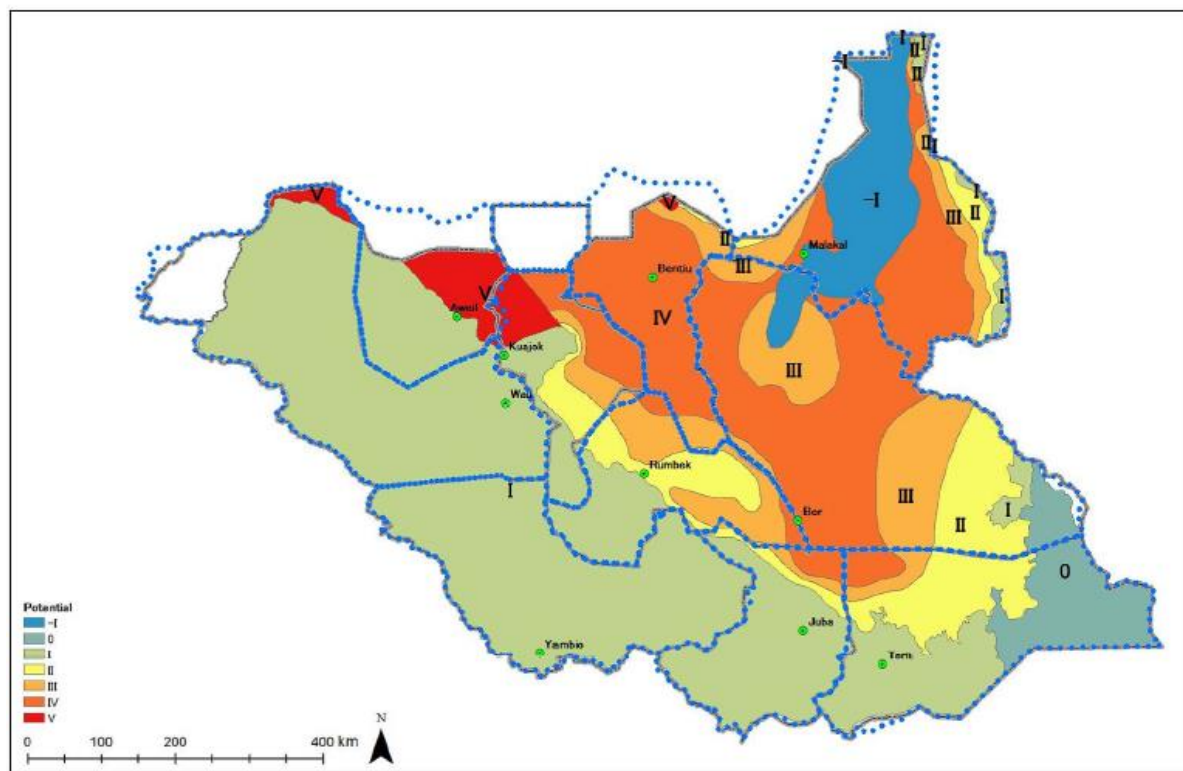 I
I
II
-I
II
II
I
V
I
-I
III
II
V
II
III
Malakal
Bentiu
V
Aweil
IV
I
Kuajok
III
Wau
Rumbek
I
III
I
Bor
II
0
Potential
-I
0
I
II
III
IV
V
Juba
Yambio
Torit
N
0 100 200 400 km